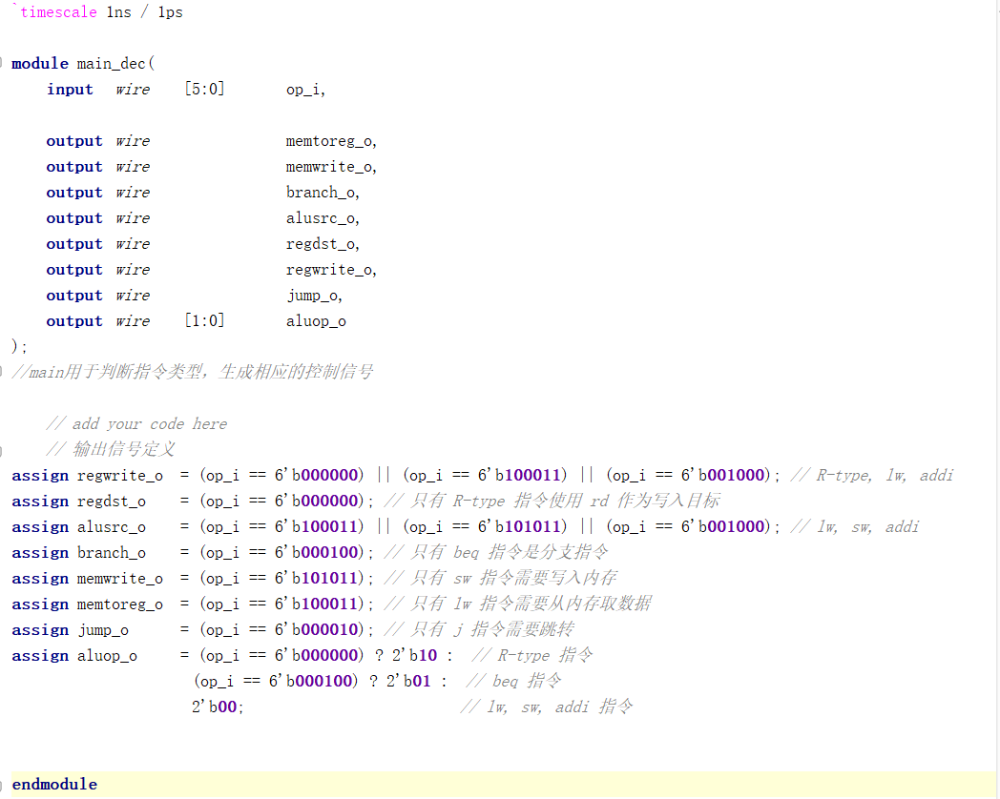 `timescale 1ns / 1ps
module main_dec(
input wire [5:0] op_i,
output wire memtoreg_o,
output wire memwrite_o,
output wire branch_o,
output wire alusrc_o,
output wire regdst_o,
output wire regwrite_o,
output wire jump_o,
output wire [1:0] aluop_o
);
//main用于判断指令类型，生成相应的控制信号
// add your code here
// 输出信号定义
assign regwrite_o = (op_i == 6'b000000) || (op_i == 6'b100011) || (op_i == 6'b001000); // R-type, lw, addi
assign regdst_o = (op_i == 6'b000000); // 只有 R-type 指令使用 rd 作为写入目标
assign alusrc_o = (op_i == 6'b100011) || (op_i == 6'b101011) || (op_i == 6'b001000); // lw, sw, addi
assign branch_o = (op_i == 6'b000100); // 只有 beq 指令是分支指令
assign memwrite_o = (op_i == 6'b101011); // 只有 sw 指令需要写入内存
assign memtoreg_o = (op_i == 6'b100011); // 只有 lw 指令需要从内存取数据
assign jump_o = (op_i == 6'b000010); // 只有 j 指令需要跳转
assign aluop_o = (op_i == 6'b000000) ? 2'b10 : // R-type 指令
(op_i == 6'b000100) ? 2'b01 : // beq 指令
2'b00; // lw, sw, addi 指令
endmodule